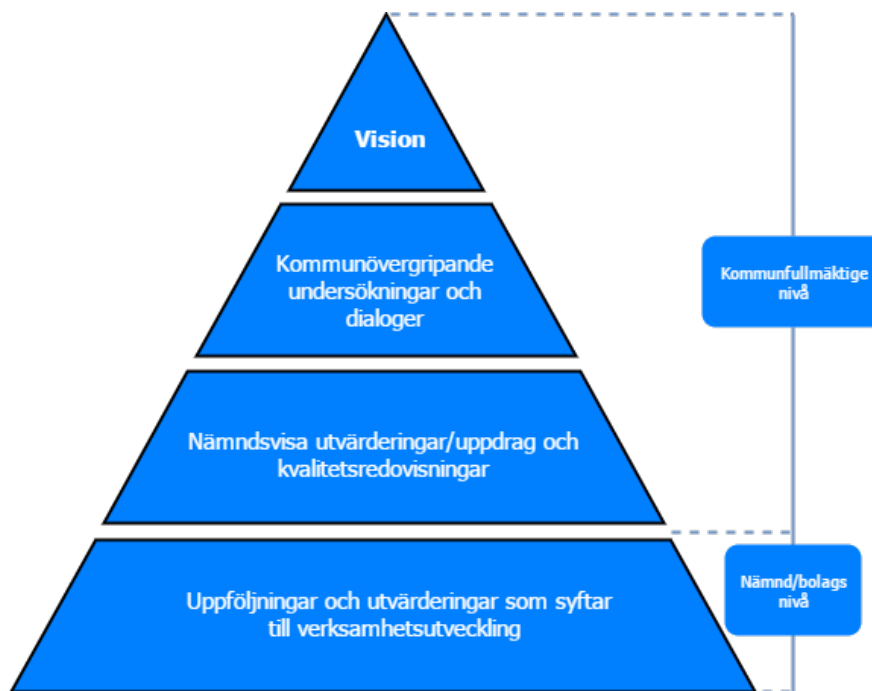 Vision
Kommunövergripande
undersökningar och
dialoger
Kommunfullmäktige
nivå
Nämndsvisa utvärderingar/uppdrag och
kvalitetsredovisningar
Nämnd/bolags
nivå
Uppföljningar och utvärderingar som syftar
till verksamhetsutveckling